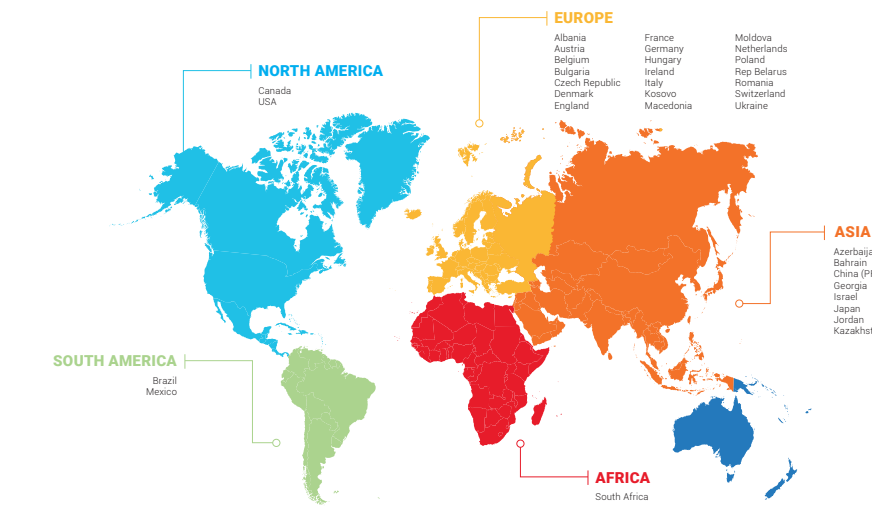 EUROPE
Albania
Austria
Belgium
Bulgaria
Czech Republic
Denmark
England
France
Germany
Hungary
Ireland
Italy
Kosovo
Macedonia
Moldova
Netherlands
Poland
Rep Belarus
Romania
Switzerland
Ukraine
NORTH AMERICA
Canada
USA
ASIA
Bahrain
China
Georgia
Israel
Japan
Jordan
SOUTH AMERICA
Brazil
Mexico
AFRICA
South Africa